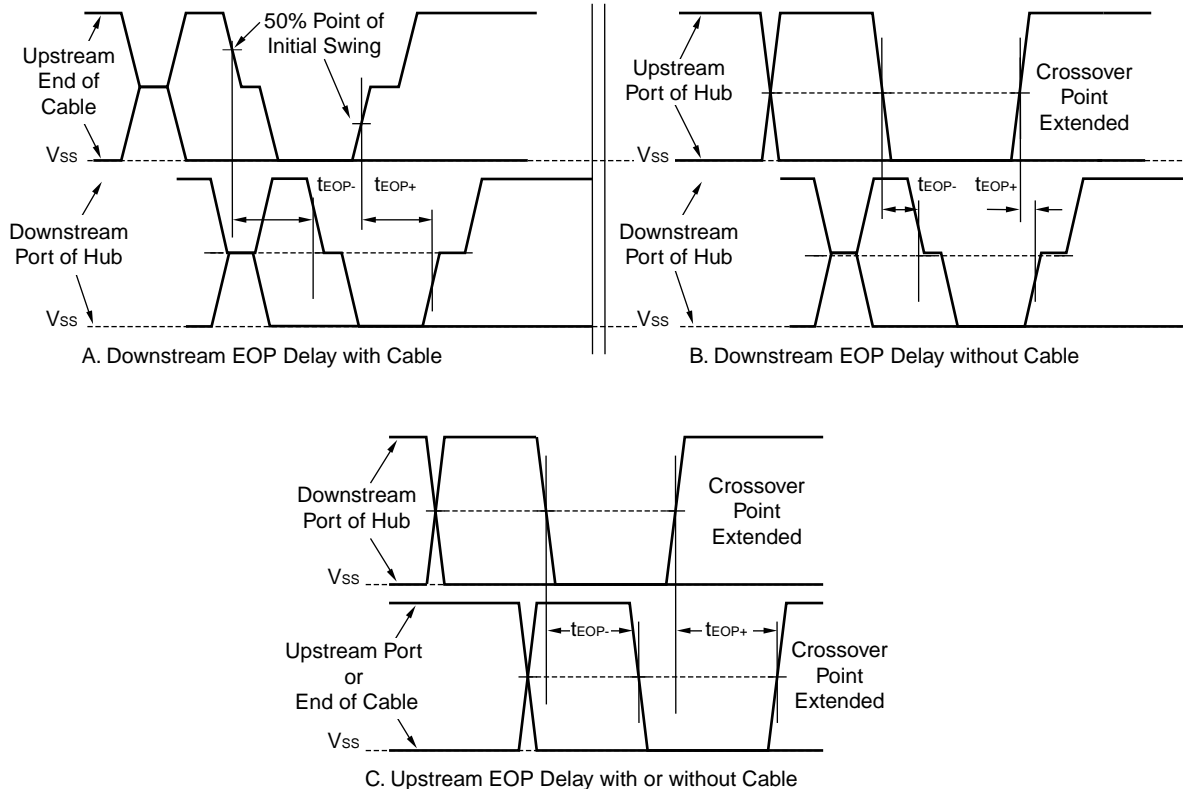 50% Point of
Initial Swing
Upstream
End of
Cable
VSS
tEOP-
tEOP+
Downstream
Port of Hub
VSS
A. Downstream EOP Delay with Cable
Upstream
Port of Hub
Crossover
Point
Extended
VSS
tEOP-
tEOP+
Downstream
Port of Hub
VSS
B. Downstream EOP Delay without Cable
Downstream
Port of Hub
Crossover
Point
Extended
VSS
tEOP-
tEOP+
Upstream Port
or
End of Cable
Crossover
Point
Extended
VSS
C. Upstream EOP Delay with or without Cable